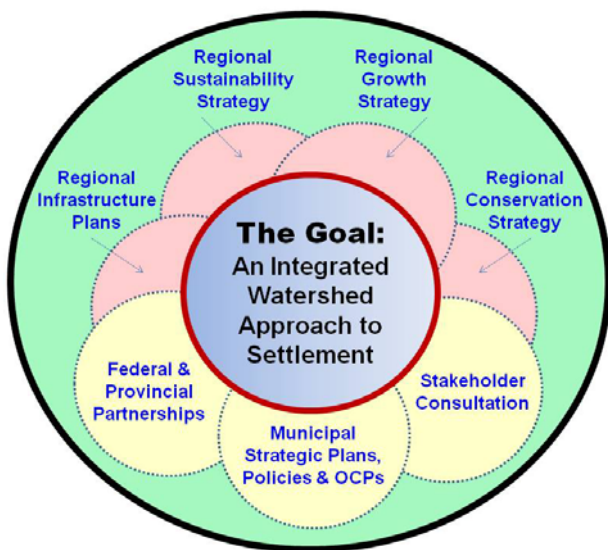 Regional
Sustainability
Strategy
Regional
Growth
Strategy
Regional
Infrastructure
Plans
Regional
Conservation
Strategy
The Goal:
An Integrated
Watershed
Approach to
Settlement
Federal &
Provincial
Partnerships
Stakeholder
Consultation
Municipal
Strategic Plans,
Policies & OCPs